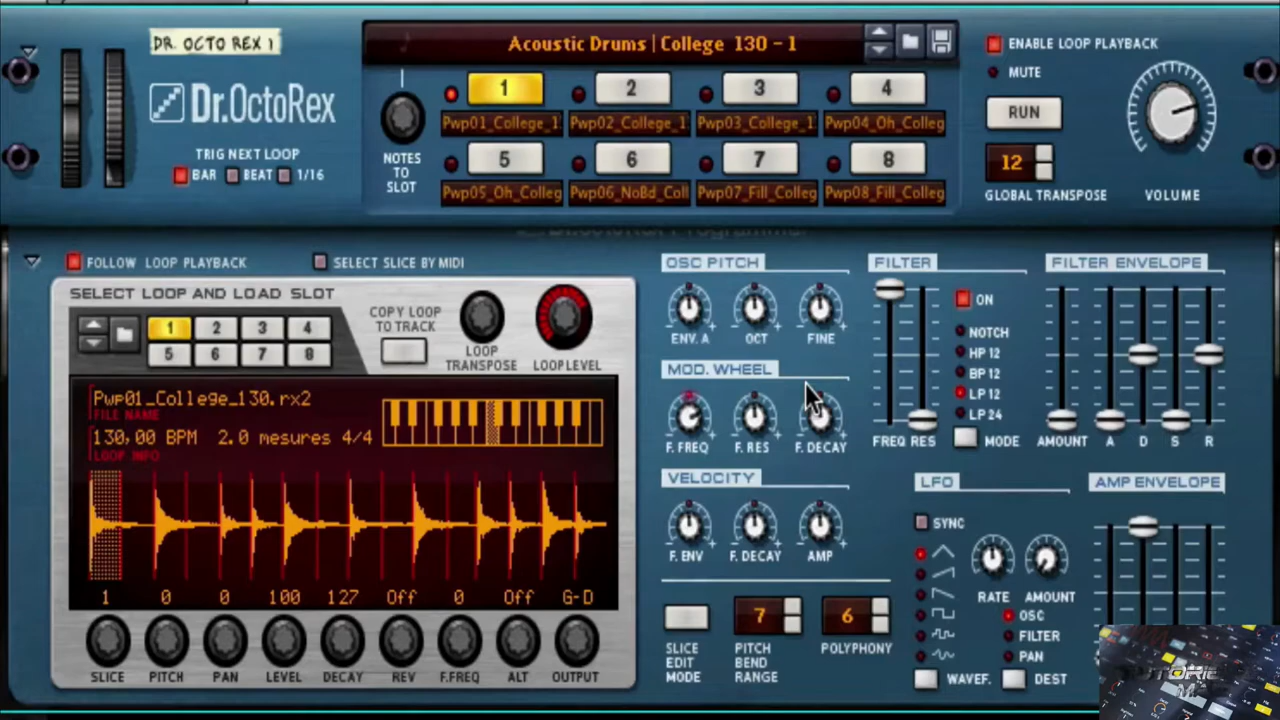 DR. OCTO REX 1
Acoustic Drums | College 130 - 1
ENABLE LOOP PLAYBACK
MUTE
Dr.OctoRex
1 2 3 4
Pwp01_College_1 Pwp02_College_1 Pwp03_College_1 Pwp04_Oh_Colleg
RUN
NOTES TO SLOT
TRIG NEXT LOOP
BAR BEAT 1/16
5 6 7 8
Pwp05_Oh_Colleg Pwp06_NoBd_Coll Pwp07_Fill_Colleg Pwp08_Fill_Colleg
12
GLOBAL TRANSPOSE
VOLUME
FOLLOW LOOP PLAYBACK
SELECT SLICE BY MIDI
SELECT LOOP AND LOAD SLOT
1 2 3 4
5 6 7 8
COPY LOOP
TO TRACK
LOOP
TRANSPOSE
LOOP LEVEL
Pwp01_College_130.rx2
FILE NAME
130,00 BPM 2.0 mesures 4/4
LOOP INFO
1 0 0 100 127 Off 0 Off G-D
SLICE PITCH PAN LEVEL DECAY REV F.FREQ ALT OUTPUT
OSC PITCH
ENV. A OCT FINE
MOD. WHEEL
F. FREQ F. RES F. DECAY
VELOCITY
F. ENV F. DECAY AMP
SLICE
EDIT
MODE
7
PITCH
BEND
RANGE
6
POLYPHONY
FILTER
ON
NOTCH
HP 12
BP 12
LP 12
LP 24
FREQ RES MODE
FILTER ENVELOPE
AMOUNT A D S R
LFO
SYNC
RATE AMOUNT
OSC
FILTER
PAN
WAVEF. DEST
AMP ENVELOPE